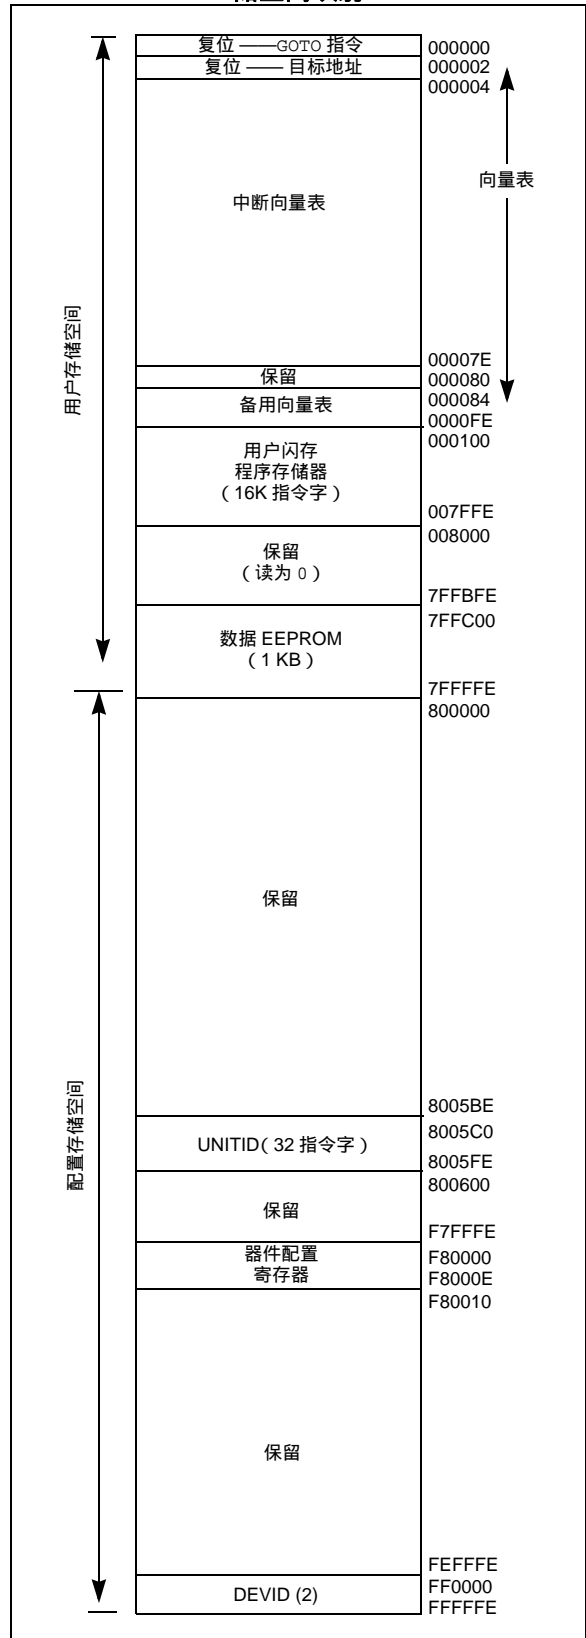 复位 ——GOTO 指令
000000
复位 —— 目标地址
000002
000004
向量表
中断向量表
用户存储空间
00007E
保留
000080
备用向量表
000084
0000FE
000100
用户闪存
程序存储器
（16K 指令字）
007FFE
008000
保留
（读为 0）
7FFBFE
7FFC00
数据 EEPROM
（1 KB）
7FFFFE
800000
保留
配置存储空间
8005BE
8005C0
UNITID（32 指令字）
8005FE
800600
保留
F7FFFE
器件配置
寄存器
F80000
F8000E
F80010
保留
FEFFFE
FF0000
DEVID (2)
FFFFFE